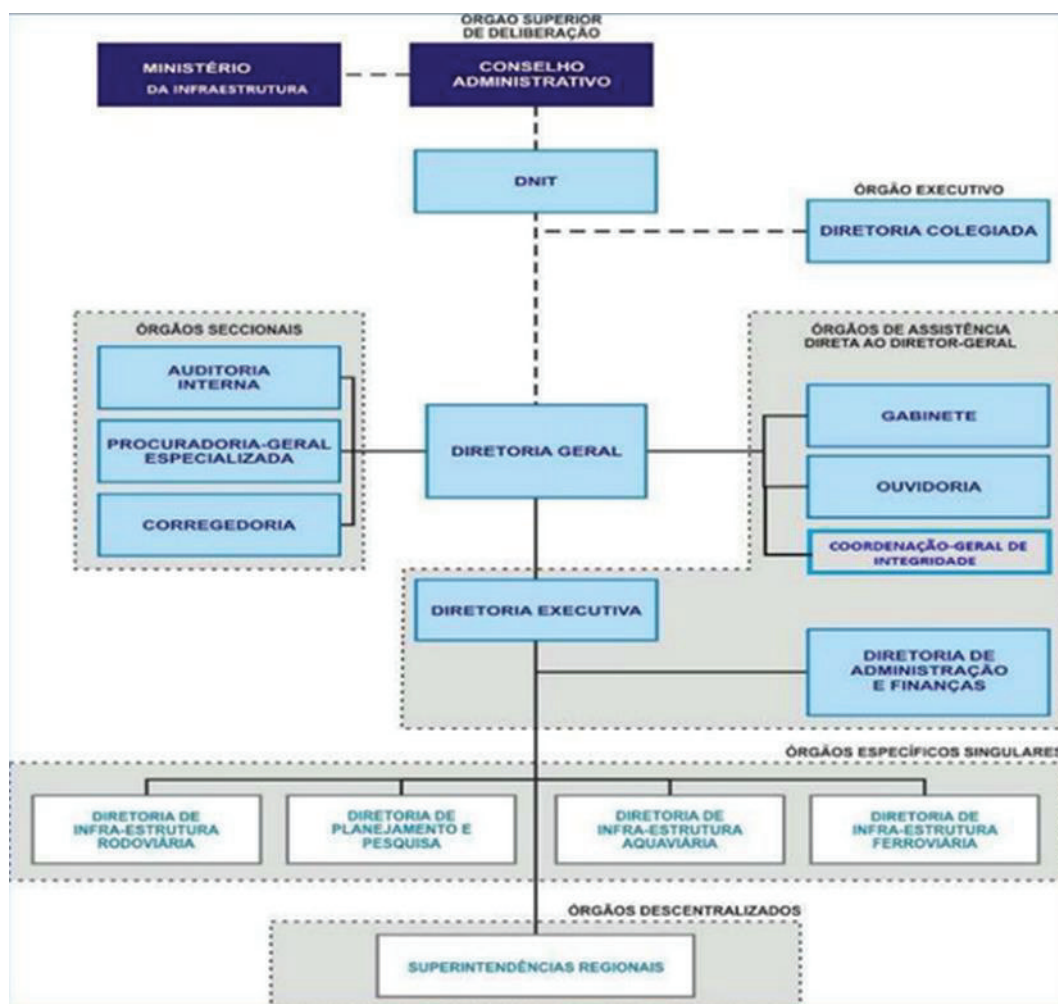 ORGÃO SUPERIOR
DE DELIBERAÇÃO
MINISTÉRIO
DA INFRAESTRUTURA
CONSELHO
ADMINISTRATIVO
DNIT
ÓRGÃO EXECUTIVO
DIRETORIA COLEGIADA
ÓRGÃOS SECCIONAIS
AUDITORIA
INTERNA
PROCURADORIA-GERAL
ESPECIALIZADA
CORREGEDORIA
DIRETORIA GERAL
ÓRGÃOS DE ASSISTÊNCIA
DIRETA AO DIRETOR-GERAL
GABINETE
OUVIDORIA
COORDENAÇÃO-GERAL DE
INTEGRIDADE
DIRETORIA EXECUTIVA
DIRETORIA DE
ADMINISTRAÇÃO
E FINANÇAS
ÓRGÃOS ESPECÍFICOS SINGULARES
DIRETORIA DE
INFRA-ESTRUTURA
RODOVIÁRIA
DIRETORIA DE
PLANEJAMENTO E
PESQUISA
DIRETORIA DE
INFRA-ESTRUTURA
AQUAVIÁRIA
DIRETORIA DE
INFRA-ESTRUTURA
FERROVIÁRIA
ÓRGÃOS DESCENTRALIZADOS
SUPERINTENDÊNCIAS REGIONAIS